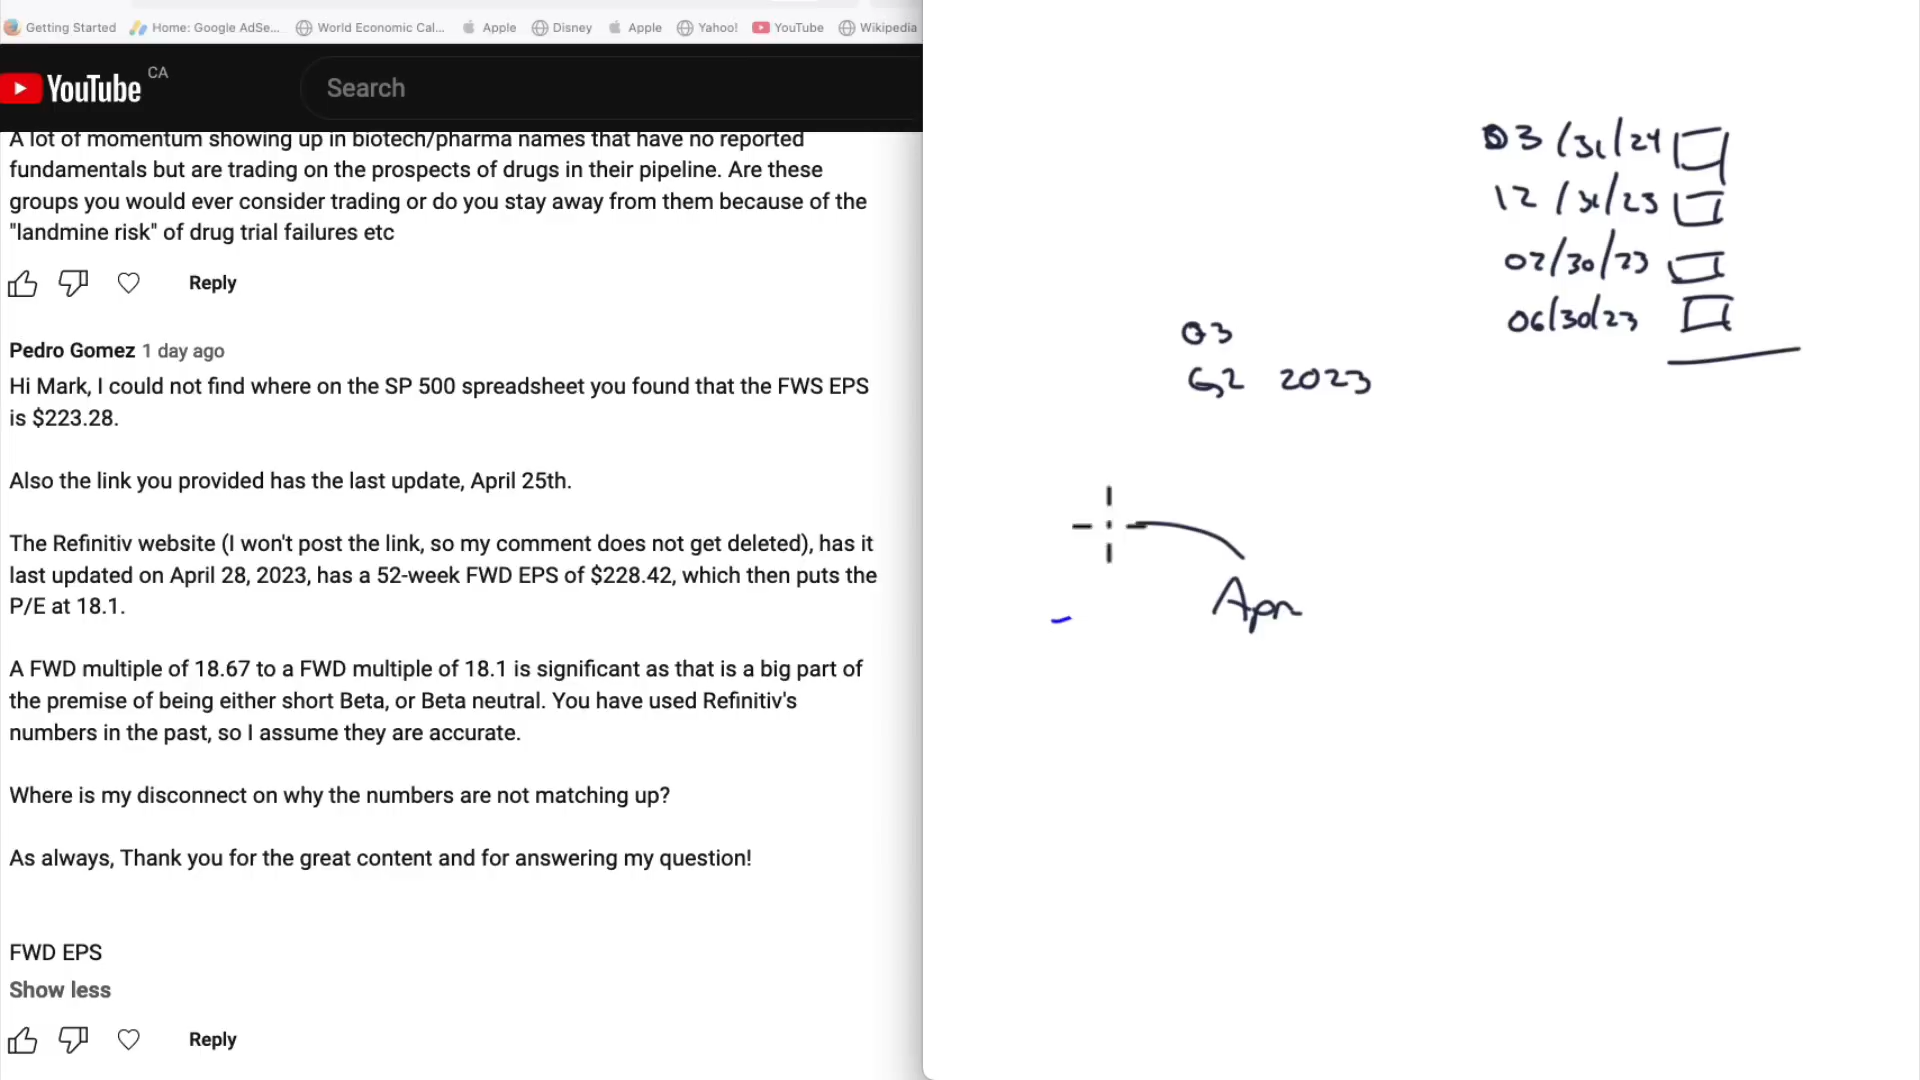 Getting Started Home: Google AdSe... World Economic Cal... Apple Disney Apple Yahoo! YouTube Wikipedia
YouTube CA Search
A lot of momentum showing up in biotech/pharma names that have no reported
fundamentals but are trading on the prospects of drugs in their pipeline. Are these
groups you would ever consider trading or do you stay away from them because of the
"landmine risk" of drug trial failures etc
Reply
Pedro Gomez 1 day ago
Hi Mark, I could not find where on the SP 500 spreadsheet you found that the FWS EPS
is $223.28.
Also the link you provided has the last update, April 25th.
The Refinitiv website (I won't post the link, so my comment does not get deleted), has it
last updated on April 28, 2023, has a 52-week FWD EPS of $228.42, which then puts the
P/E at 18.1.
A FWD multiple of 18.67 to a FWD multiple of 18.1 is significant as that is a big part of
the premise of being either short Beta, or Beta neutral. You have used Refinitiv's
numbers in the past, so I assume they are accurate.
Where is my disconnect on why the numbers are not matching up?
As always, Thank you for the great content and for answering my question!
FWD EPS
Show less
Reply
03/31/24
12/31/23
/30/23
06/30/23
Q3
Q2 2023